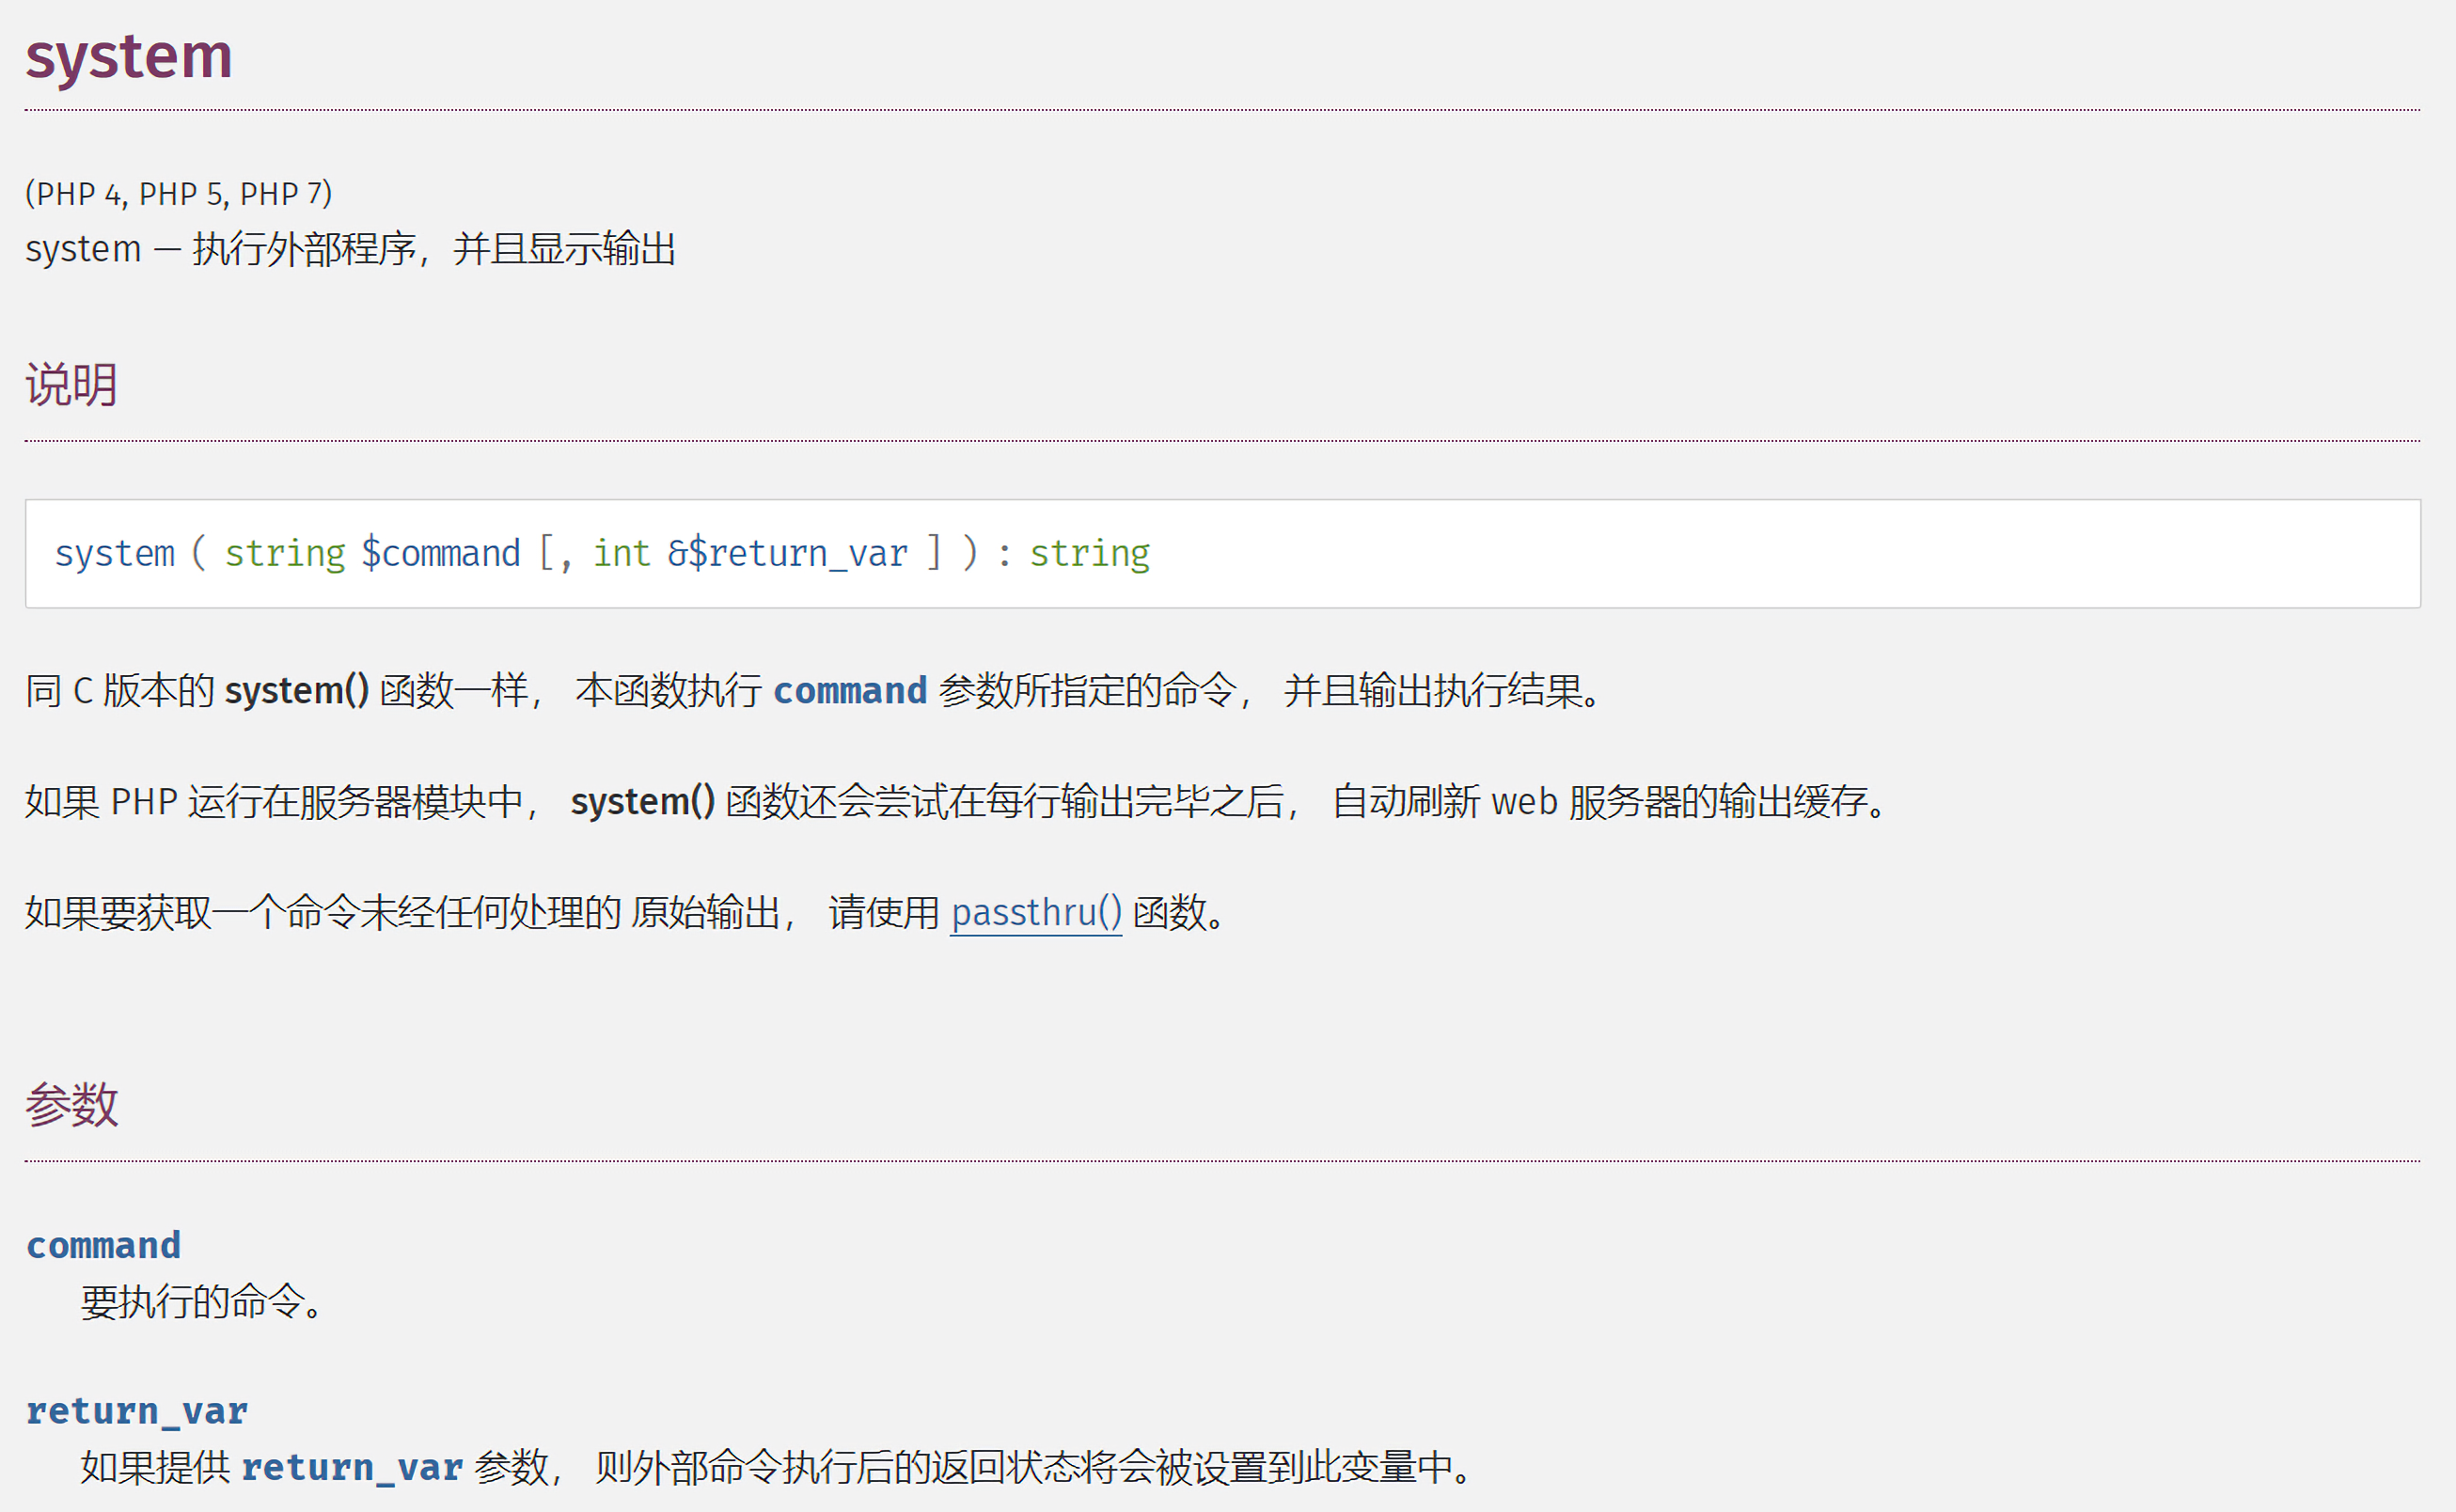 system
(PHP 4, PHP 5, PHP 7)
system — 执行外部程序，并且显示输出
说明
system ( string $command [, int &$return_var ] ) : string
同 C 版本的 system() 函数一样， 本函数执行 command 参数所指定的命令， 并且输出执行结果。
如果 PHP 运行在服务器模块中， system() 函数还会尝试在每行输出完毕之后， 自动刷新 web 服务器的输出缓存。
如果要获取一个命令未经任何处理的 原始输出， 请使用 passthru() 函数。
参数
command
要执行的命令。
return_var
如果提供 return_var 参数， 则外部命令执行后的返回状态将会被设置到此变量中。